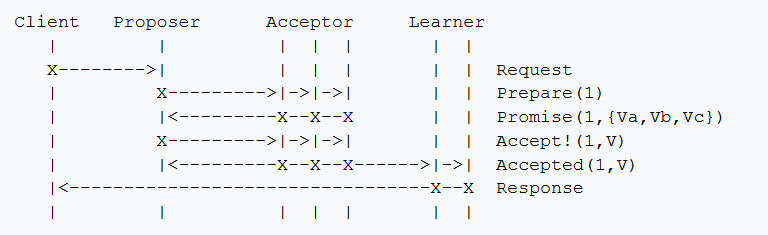 Client   Proposer      Acceptor     Learner
   |         |          |  |  |       |  |
   X-------->|          |  |  |       |  |  Request
   |         X--------->|->|->|       |  |  Prepare(1)
   |         |<---------X--X--X       |  |  Promise(1,{Va,Vb,Vc})
   |         X--------->|->|->|       |  |  Accept!(1,V)
   |         |<---------X--X--X------>|->|  Accepted(1,V)
   |<---------------------------------X--X  Response
   |         |          |  |  |       |  |